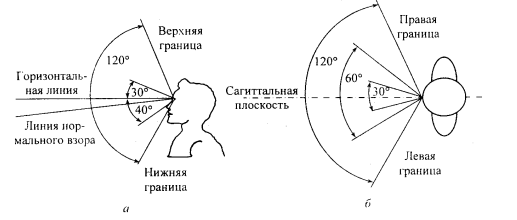 Верхняя
граница
120°
Горизонталь-
ная линия
30°
40°
Линия нор-
мального взора
Нижняя
граница
а
Правая
граница
120°
60°
Сагиттальная
плоскость
30°
Левая
граница
б